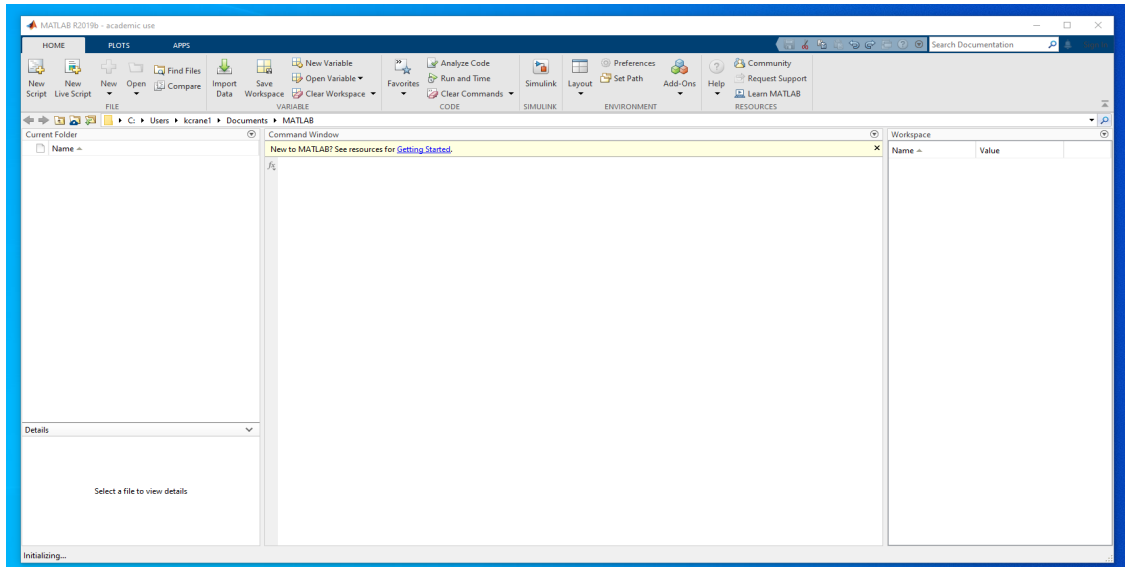 MATLAB R2019b - academic use
HOME PLOTS APPS
Search Documentation
New Script
New Live Script
New
Open
Find Files
Compare
Import Data
Save Workspace
New Variable
Open Variable
Clear Workspace
Favorites
Analyze Code
Run and Time
Clear Commands
Simulink
Layout
Preferences
Set Path
Add-Ons
Help
Community
Request Support
Learn MATLAB
FILE VARIABLE CODE SIMULINK ENVIRONMENT RESOURCES
C: Users kcrane1 Documents MATLAB
Current Folder
Name
Command Window
New to MATLAB? See resources for Getting Started.
fx
Workspace
Name Value
Details
Select a file to view details
Initializing...